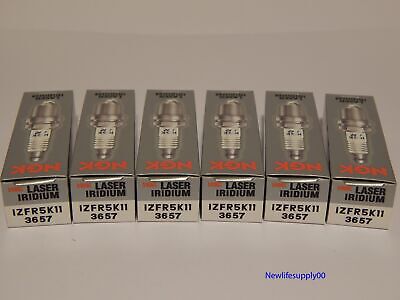 NGK
LASER
IRIDIUM
IZFR5K11
3657
NGK
LASER
IRIDIUM
IZFR5K11
3657
NGK
LASER
IRIDIUM
IZFR5K11
3657
NGK
LASER
IRIDIUM
IZFR5K11
3657
NGK
LASER
IRIDIUM
IZFR5K11
3657
NGK
LASER
IRIDIUM
IZFR5K11
3657
Newlifesupply00